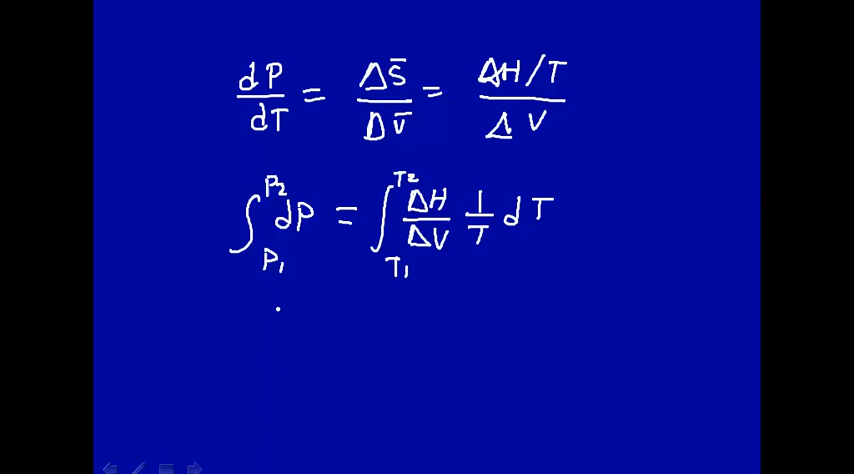 dP/dT = ΔS̄/ΔV̄ = ΔH/T/ΔV
∫_{P1}^{P2} dP = ∫_{T1}^{T2} ΔH/ΔV 1/T dT